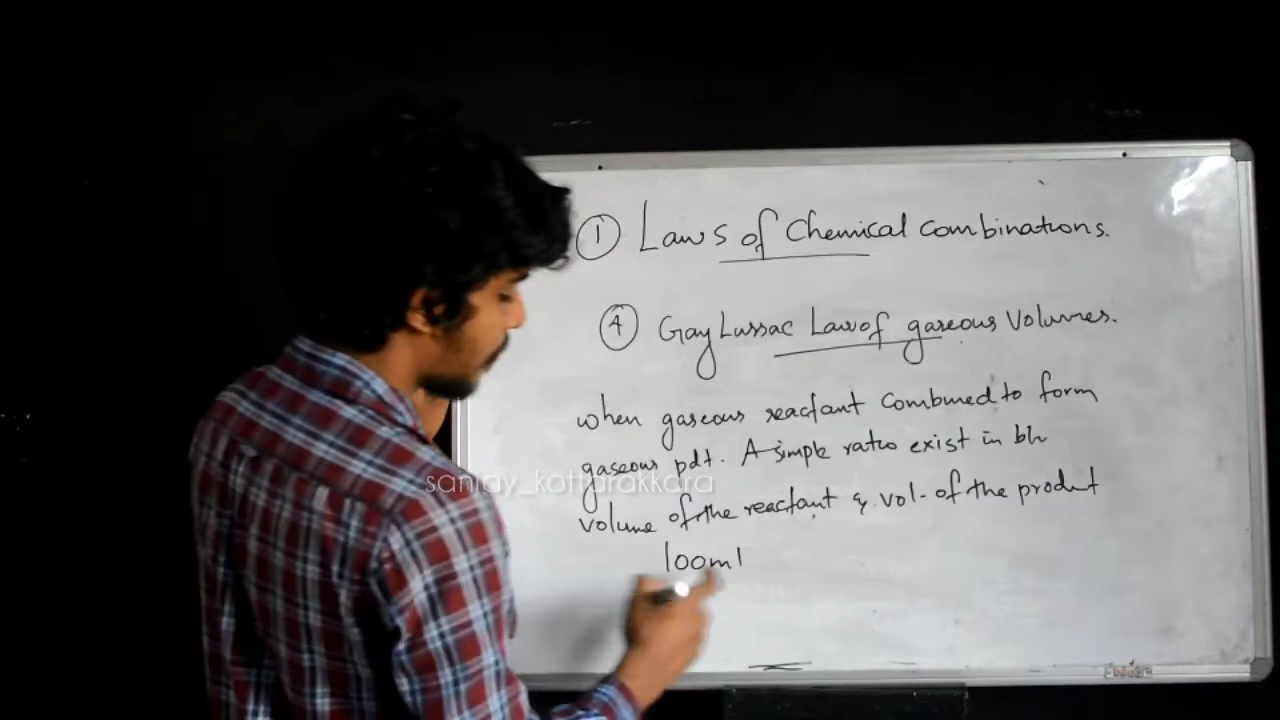 ① Laws of Chemical Combinations.
④ Gay Lussac Law of gaseous Volumes.
when gaseous reactant combined to form
gaseous pdt. A simple ratio exist in b/w
volume of the reactant & vol. of the product
sanjay_kottarakkara
100ml